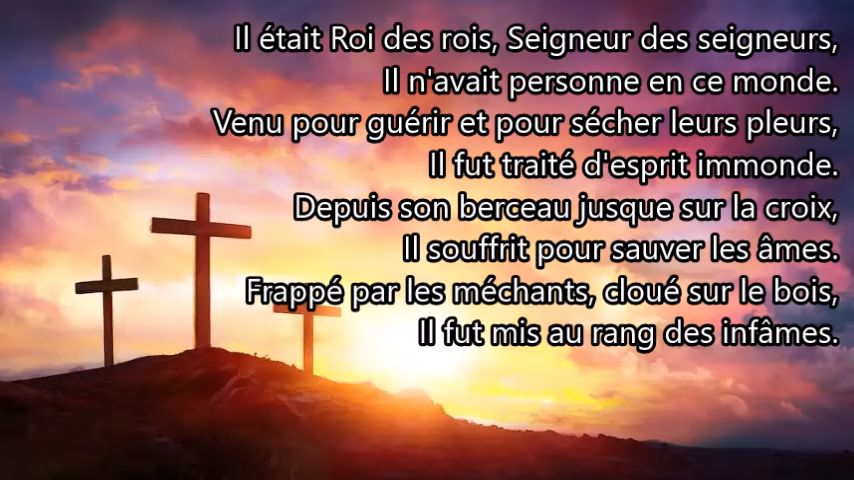 Il était Roi des rois, Seigneur des seigneurs,
Il n'avait personne en ce monde.
Venu pour guérir et pour sécher leurs pleurs,
Il fut traité d'esprit immonde.
Depuis son berceau jusque sur la croix,
Il souffrit pour sauver les âmes.
Frappé par les méchants, cloué sur le bois,
Il fut mis au rang des infâmes.